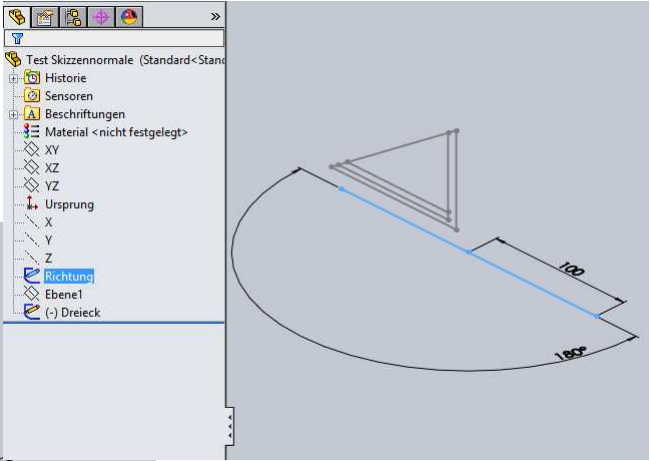 »
Test Skizzennormale (Standard<Stand
Historie
Sensoren
Beschriftungen
Material <nicht festgelegt>
XY
XZ
YZ
Ursprung
X
Y
Z
Richtung
Ebene1
(-) Dreieck
100
180°